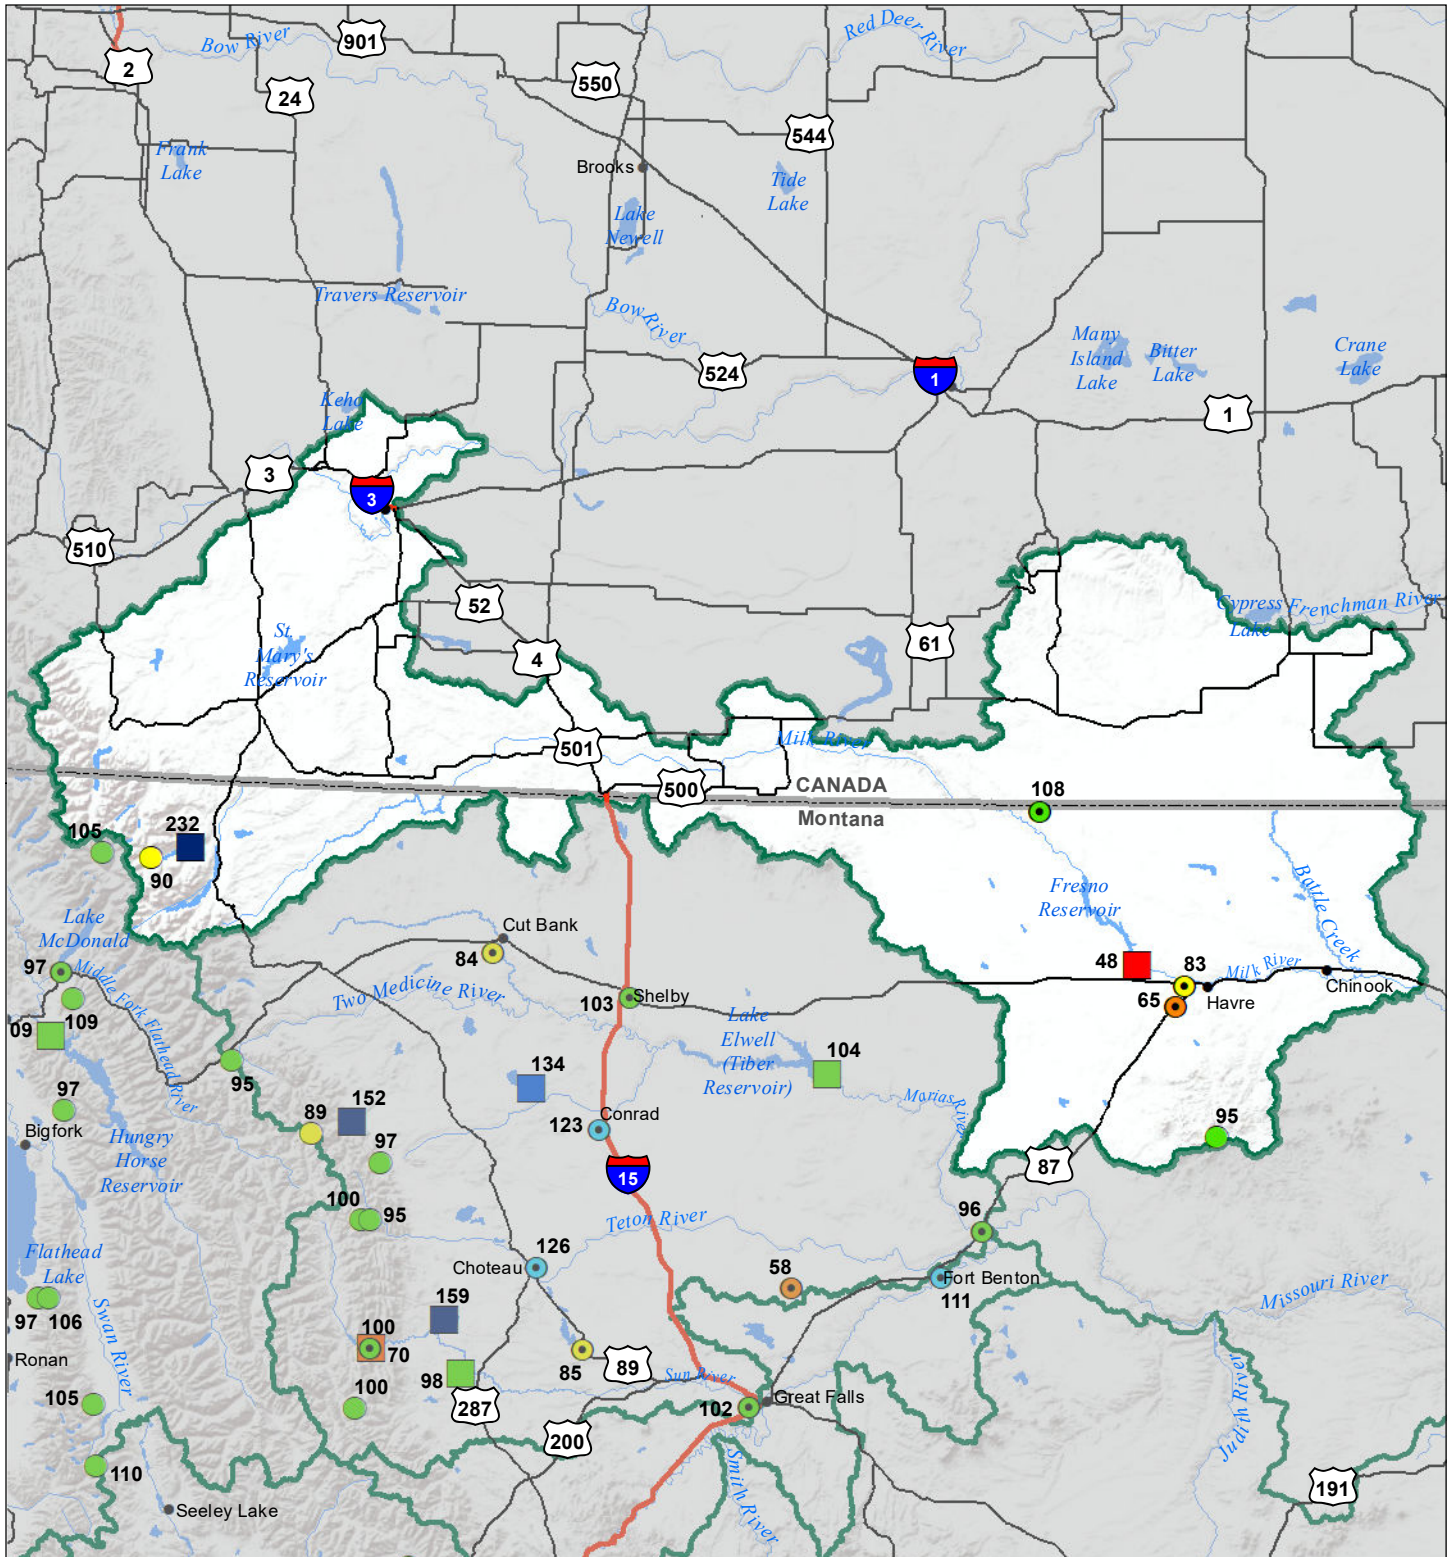 Bow River
901
Red Deer River
2
24
550
544
Frank
Lake
Brooks
Tide
Lake
Lake
Newell
Travers Reservoir
Bow River
524
1
Many
Island
Lake
Bitter
Lake
Crane
Lake
Keho
Lake
1
3
3
510
52
Cypress
Lake
Frenchman River
St.
Mary's
Reservoir
4
61
501
Milk River
500
CANADA
Montana
108
105
232
90
Fresno
Reservoir
Battle Creek
Lake
McDonald
Cut Bank
84
97
Middle Fork Flathead River
48
83
Milk River
Chinook
Two Medicine River
103
Shelby
65
Havre
109
09
Lake
Elwell
(Tiber
Reservoir)
104
134
95
Marias River
97
89
152
Conrad
123
95
Bigfork
Hungry
Horse
Reservoir
97
15
87
100
95
Teton River
96
Flathead
Lake
126
Choteau
58
Fort Benton
111
Missouri River
97
106
Swan River
159
100
70
85
89
Ronan
98
Sun River
Judith River
105
100
287
102
Great Falls
200
110
Smith River
191
Seeley Lake